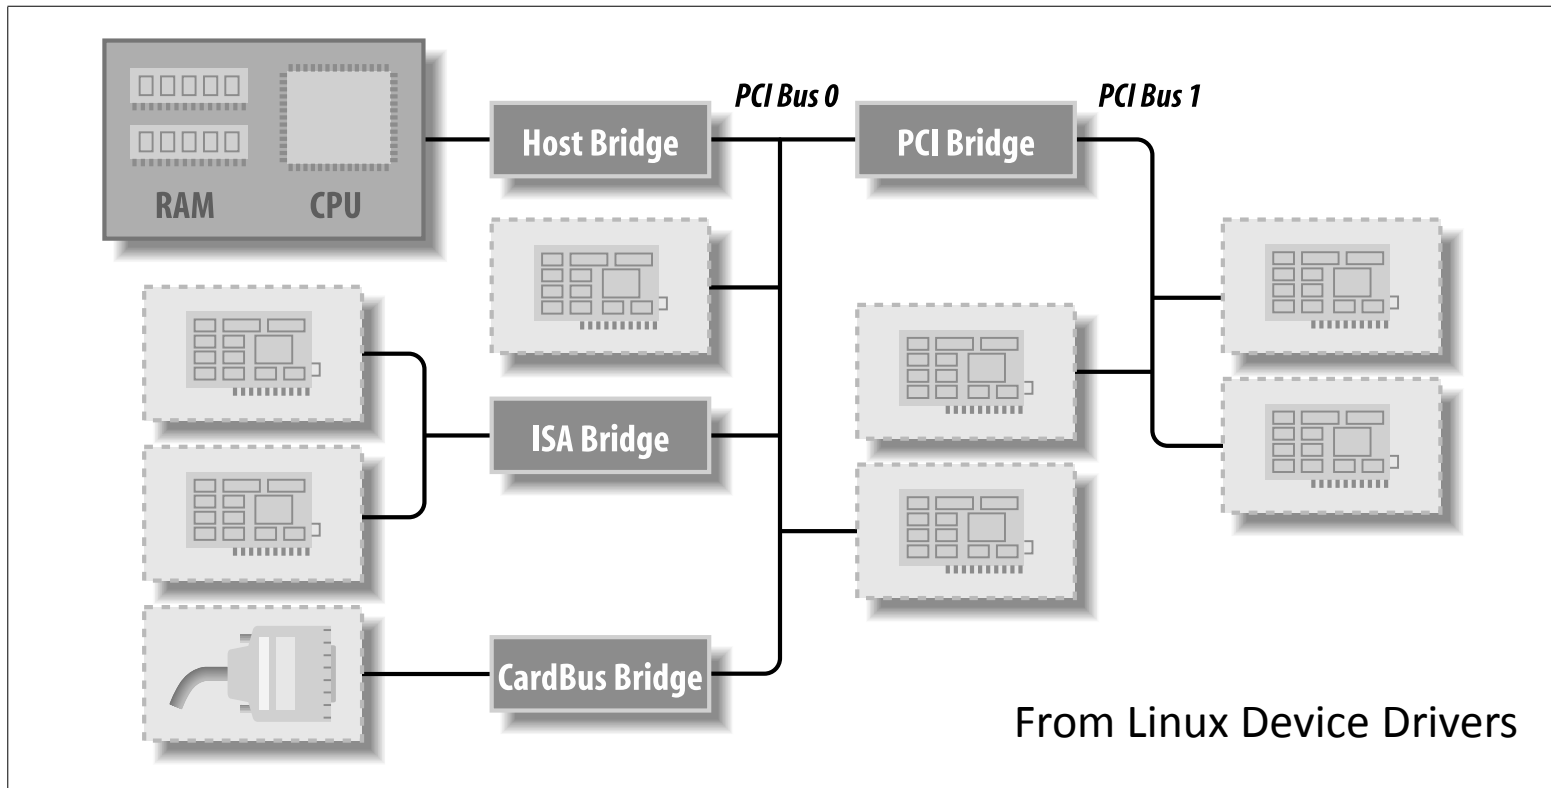 PCI Bus 0
PCI Bus 1
Host Bridge
PCI Bridge
RAM
CPU
ISA Bridge
CardBus Bridge
From Linux Device Drivers